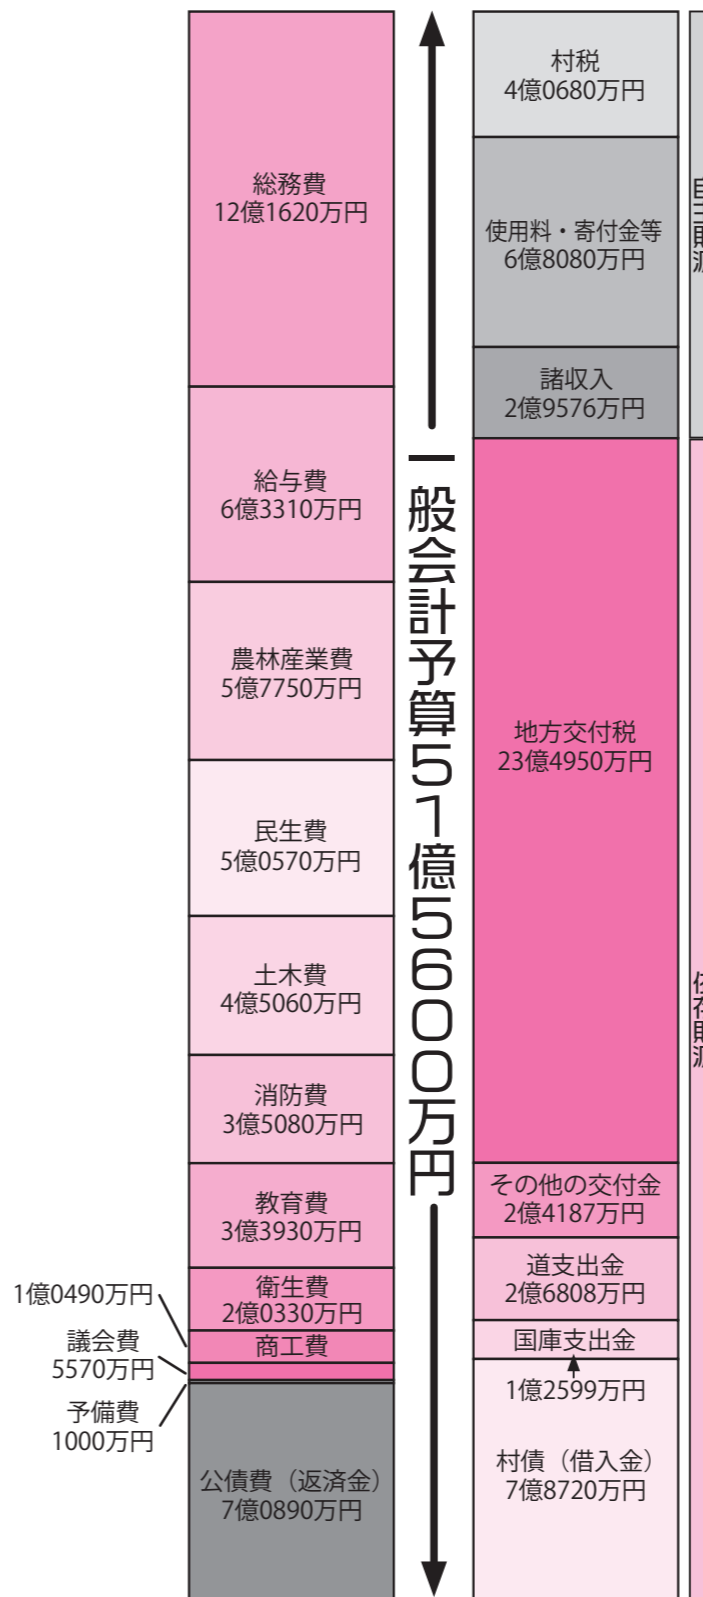 総務費
12億1620万円
給与費
6億3310万円
農林産業費
5億7750万円
民生費
5億0570万円
土木費
4億5060万円
消防費
3億5080万円
教育費
3億3930万円
衛生費
2億0330万円
1億0490万円
商工費
議会費
5570万円
予備費
1000万円
公債費（返済金）
7億0890万円
一般会計予算51億5600万円
村税
4億0680万円
使用料・寄付金等
6億8080万円
諸収入
2億9576万円
地方交付税
23億4950万円
その他の交付金
2億4187万円
道支出金
2億6808万円
国庫支出金
1億2599万円
村債（借入金）
7億8720万円
自主財源
依存財源